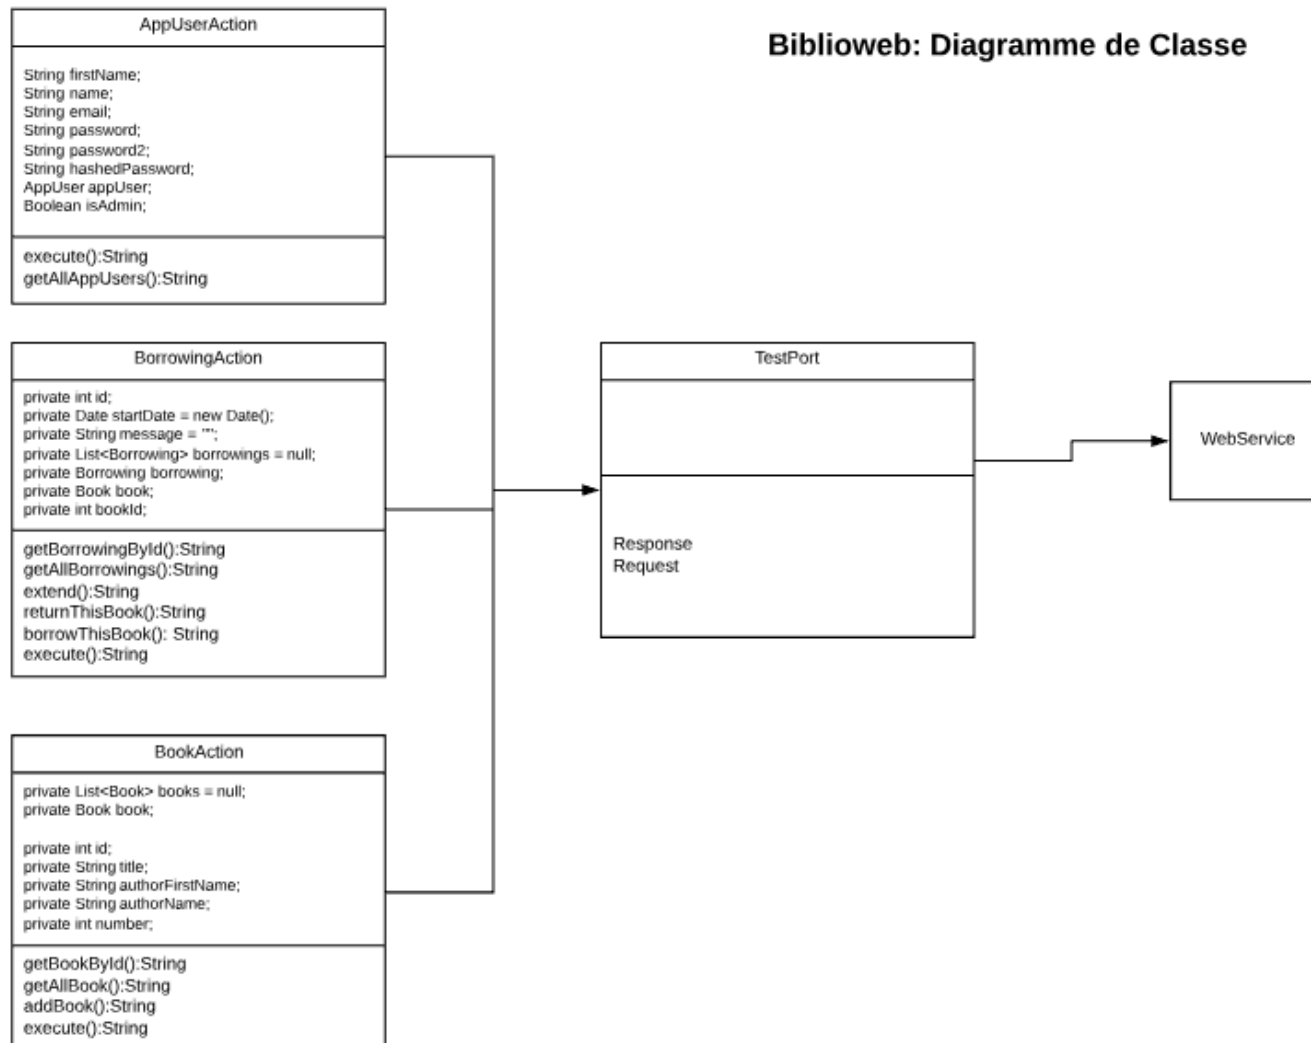 Biblioweb: Diagramme de Classe
AppUserAction
String firstName;
String name;
String email;
String password;
String password2;
String hashedPassword;
AppUser appUser;
Boolean isAdmin;
execute():String
getAllAppUsers():String
BorrowingAction
private int id;
private Date startDate = new Date();
private String message = "";
private List<Borrowing> borrowings = null;
private Borrowing borrowing;
private Book book;
private int bookId;
getBorrowingById():String
getAllBorrowings():String
extend():String
returnThisBook():String
borrowThisBook(): String
execute():String
BookAction
private List<Book> books = null;
private Book book;
private int id;
private String title;
private String authorFirstName;
private String authorName;
private int number;
getBookById():String
getAllBook():String
addBook():String
execute():String
TestPort
Response
Request
WebService